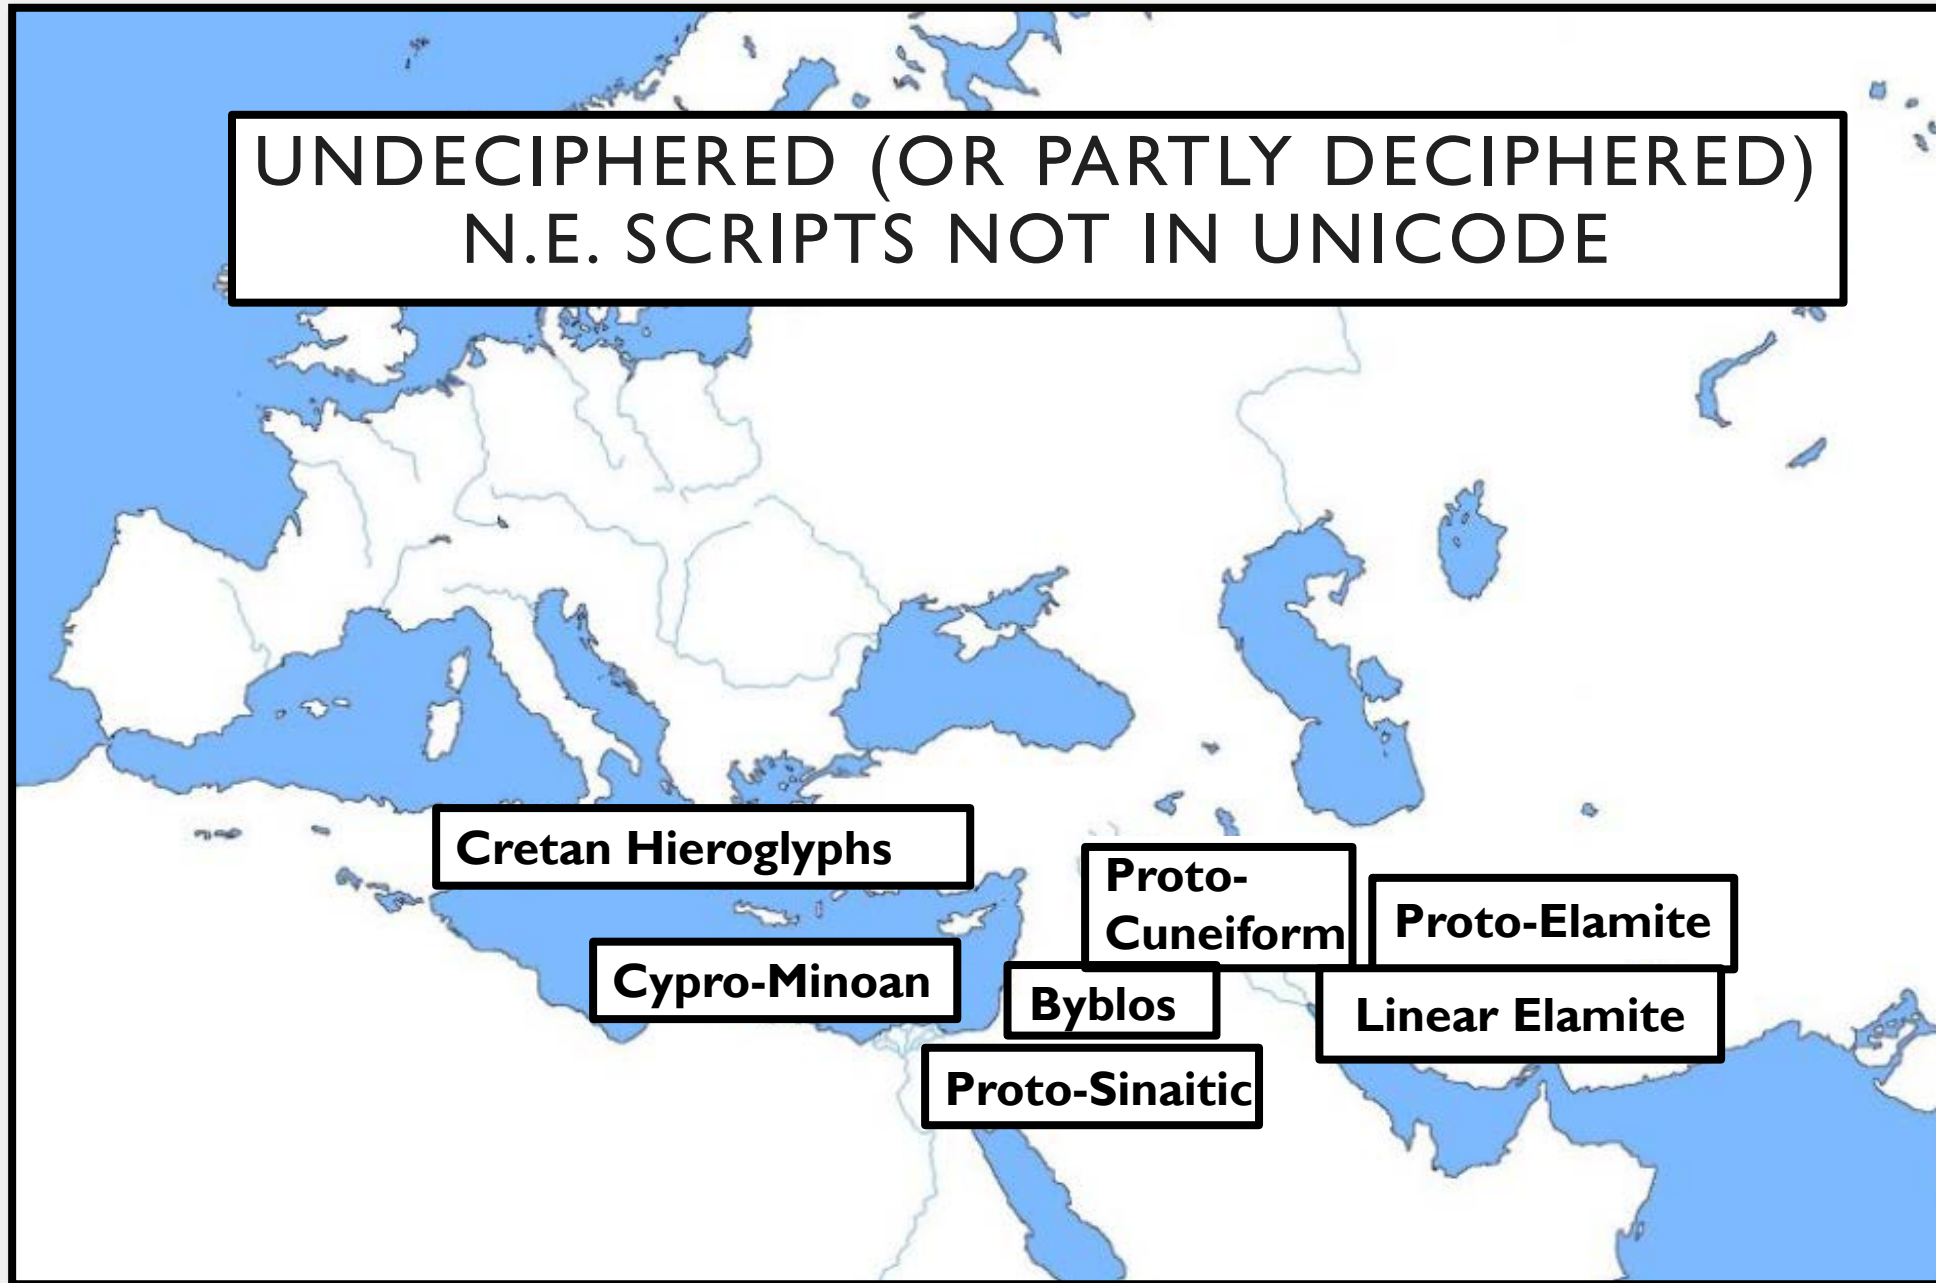 UNDECIPHERED (OR PARTLY DECIPHERED)
N.E. SCRIPTS NOT IN UNICODE
Cretan Hieroglyphs
Proto-
Cuneiform
Proto-Elamite
Cypro-Minoan
Byblos
Linear Elamite
Proto-Sinaitic